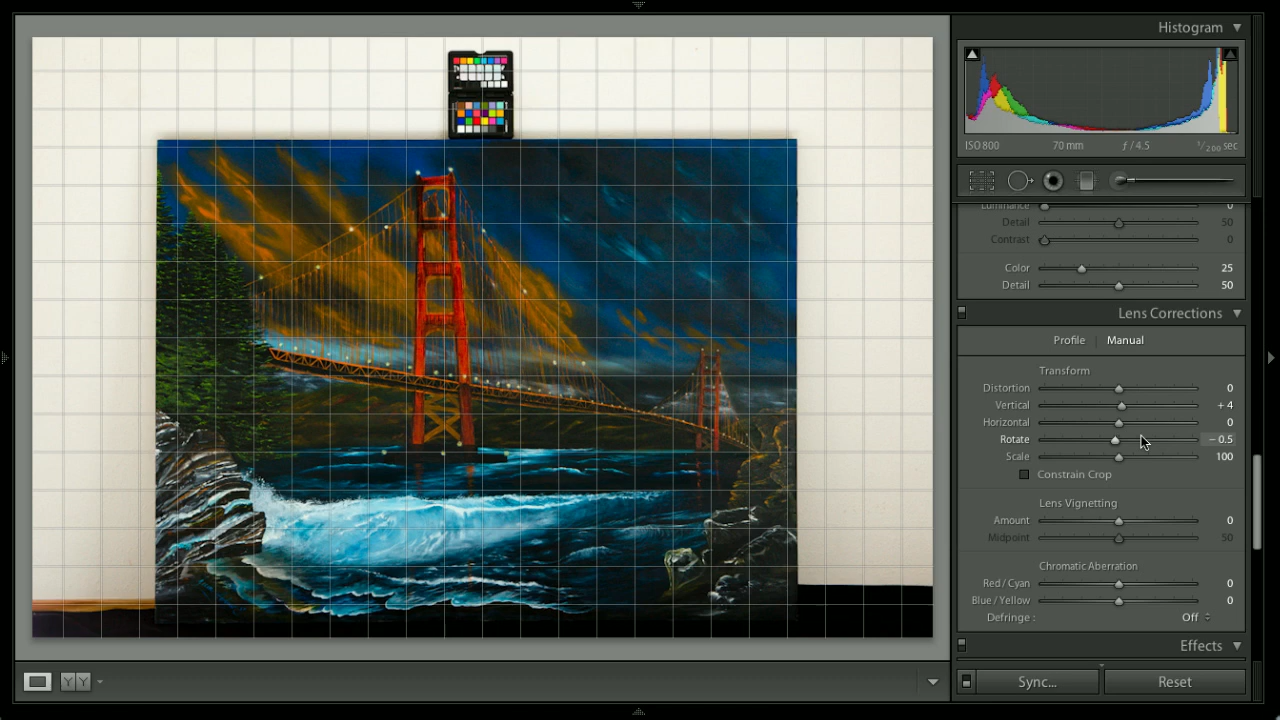 Histogram
ISO 800 70 mm ƒ / 4.5 1/200 sec
Luminance 0
Detail 50
Contrast 0
Color 25
Detail 50
Lens Corrections
Profile | Manual
Transform
Distortion 0
Vertical + 4
Horizontal 0
Rotate − 0.5
Scale 100
Constrain Crop
Lens Vignetting
Amount 0
Midpoint 50
Chromatic Aberration
Red / Cyan 0
Blue / Yellow 0
Defringe : Off
Effects
YY
Sync... Reset